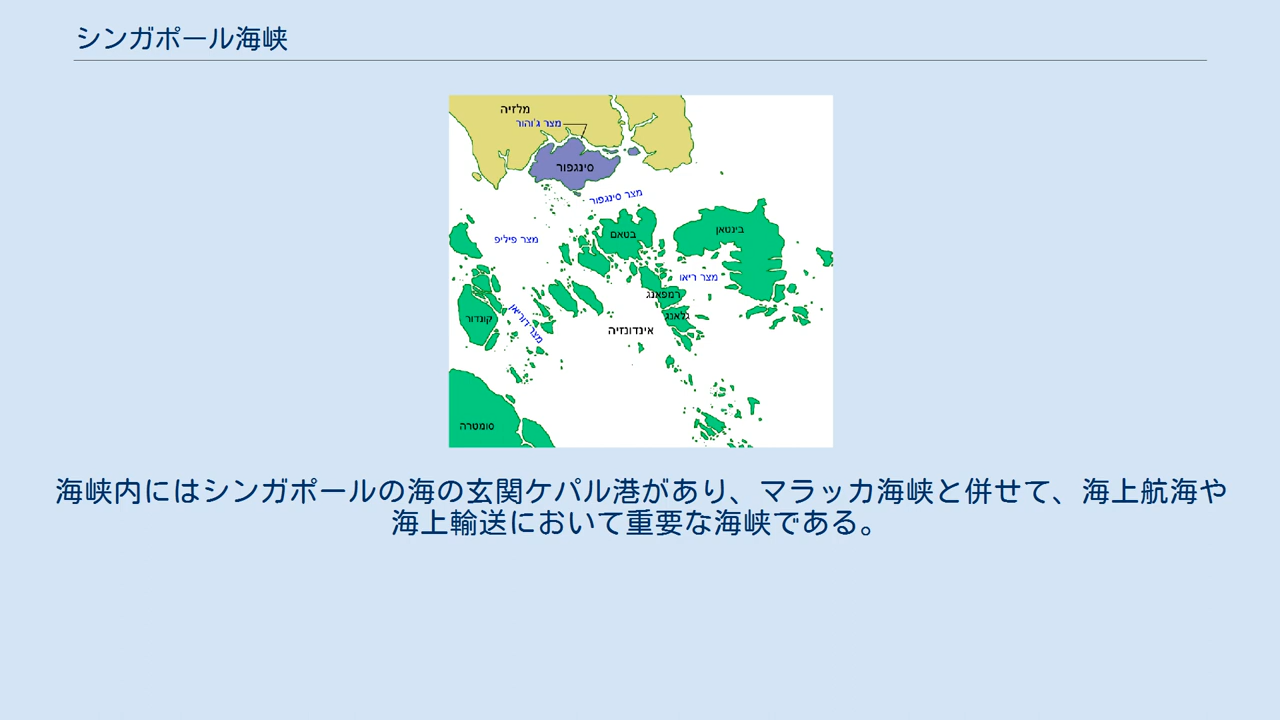 シンガポール海峡
מלזיה
מצר ג'והור
סינגפור
מצר סינגפור
בטאם
בינטאן
מצר פיליפ
מצר ריאו
רמפאנג
גלאנג
קונדור
מצר דוריאן
אינדונזיה
סומטרה
海峡内にはシンガポールの海の玄関ケパル港があり、マラッカ海峡と併せて、海上航海や
海上輸送において重要な海峡である。